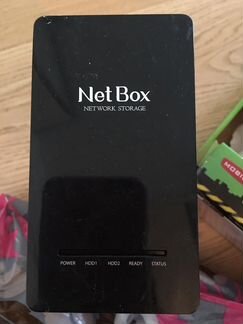 Net Box
NETWORK STORAGE
POWER HDD1 HDD2 READY STATUS